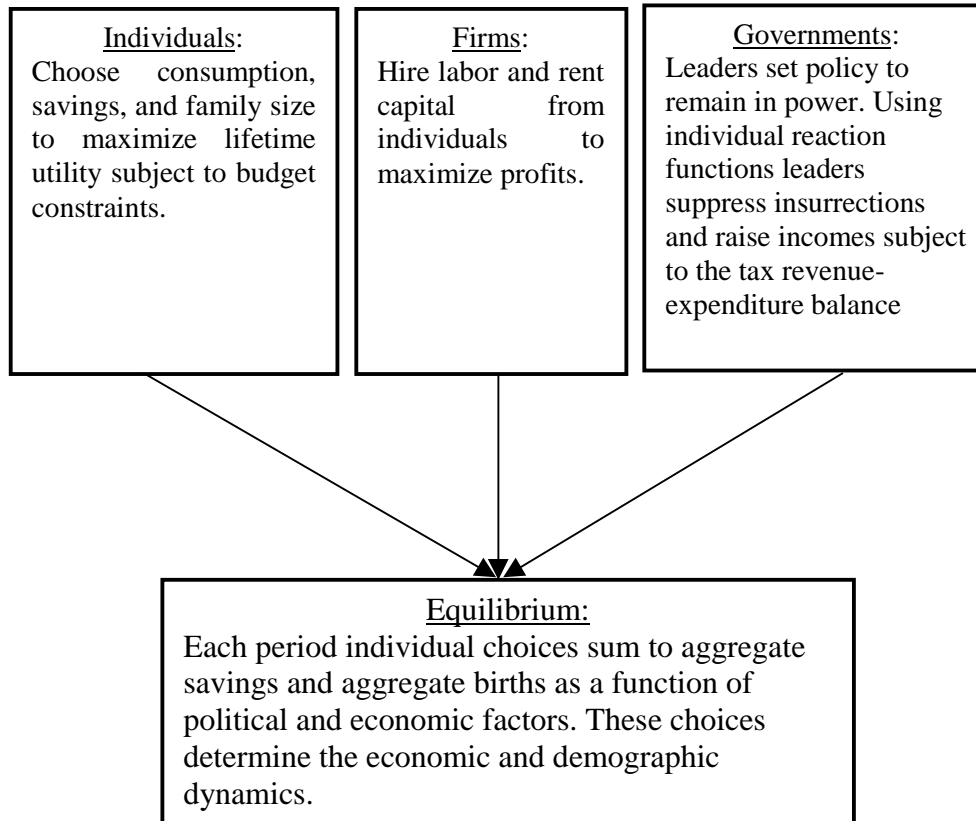 Individuals:
Choose consumption,
savings, and family size
to maximize lifetime
utility subject to budget
constraints.
Firms:
Hire labor and rent
capital from
individuals to
maximize profits.
Governments:
Leaders set policy to
remain in power. Using
individual reaction
functions leaders
suppress insurrections
and raise incomes subject
to the tax revenue-
expenditure balance
Equilibrium:
Each period individual choices sum to aggregate
savings and aggregate births as a function of
political and economic factors. These choices
determine the economic and demographic
dynamics.